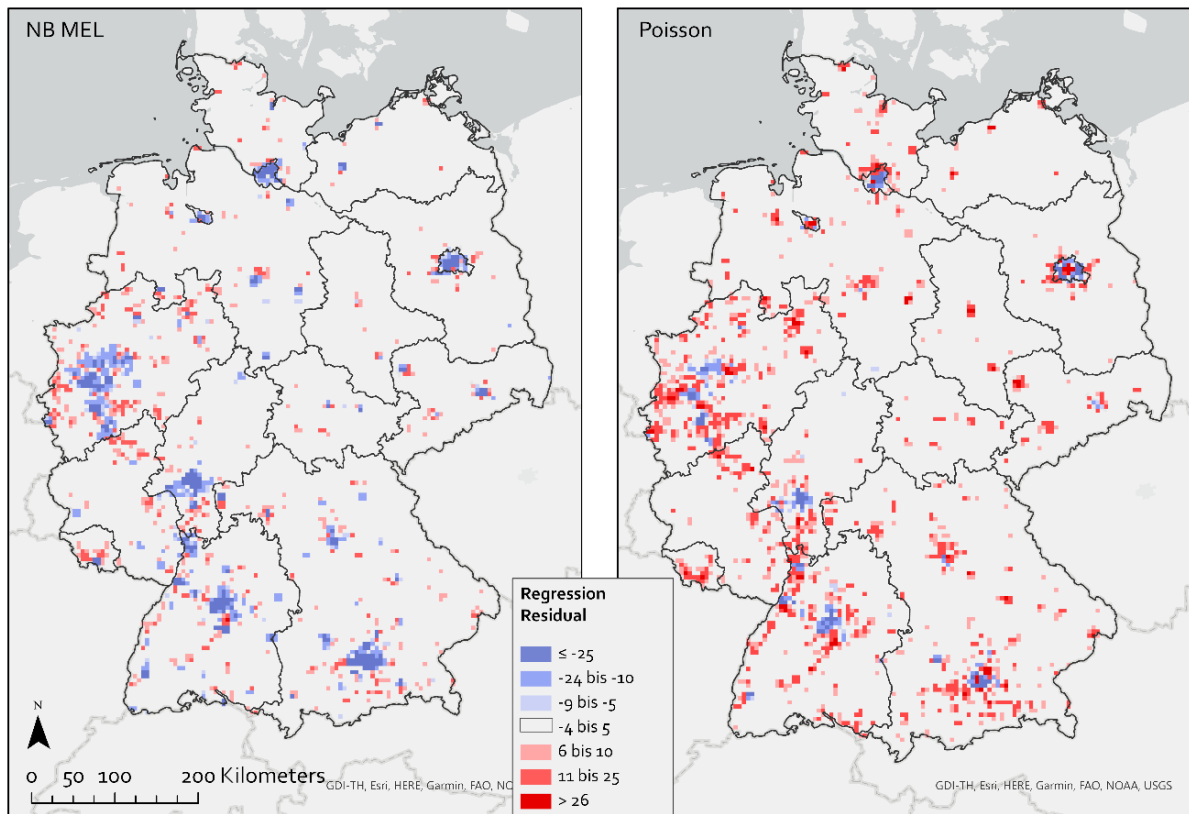 NB MEL
Poisson
Regression
Residual
≤ -25
-24 bis -10
-9 bis -5
-4 bis 5
6 bis 10
11 bis 25
> 26
N
0 50 100 200 Kilometers
GDI-TH, Esri, HERE, Garmin, FAO, NO
GDI-TH, Esri, HERE, Garmin, FAO, NOAA, USGS